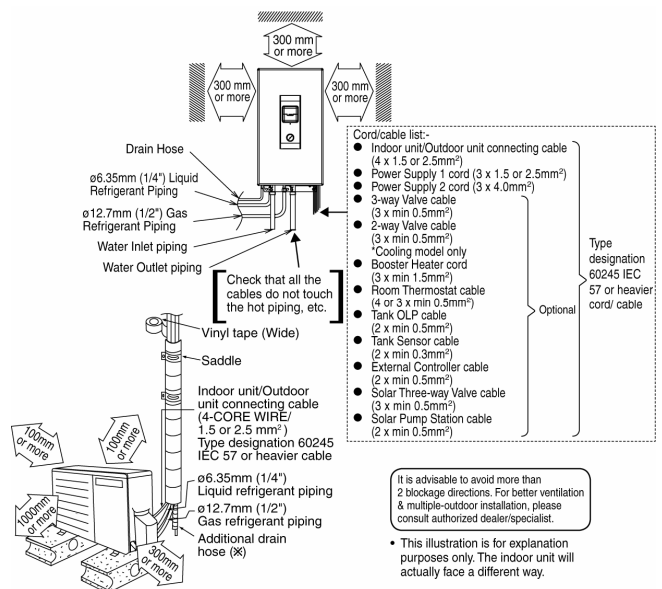 300 mm
or more
300 mm
or more
300 mm
or more
Drain Hose
ø6.35mm (1/4") Liquid
Refrigerant Piping
ø12.7mm (1/2") Gas
Refrigerant Piping
Water Inlet piping
Water Outlet piping
Check that all the
cables do not touch
the hot piping, etc.
Cord/cable list:-
● Indoor unit/Outdoor unit connecting cable
(4 x 1.5 or 2.5mm²)
● Power Supply 1 cord (3 x 1.5 or 2.5mm²)
● Power Supply 2 cord (3 x 4.0mm²)
● 3-way Valve cable
(3 x min 0.5mm²)
● 2-way Valve cable
(3 x min 0.5mm²)
*Cooling model only
● Booster Heater cord
(3 x min 1.5mm²)
● Room Thermostat cable
(4 or 3 x min 0.5mm²)
● Tank OLP cable
(2 x min 0.5mm²)
● Tank Sensor cable
(2 x min 0.3mm²)
● External Controller cable
(2 x min 0.5mm²)
● Solar Three-way Valve cable
(3 x min 0.5mm²)
● Solar Pump Station cable
(2 x min 0.5mm²)
Optional
Type
designation
60245 IEC
57 or heavier
cord/ cable
Vinyl tape (Wide)
Saddle
Indoor unit/Outdoor
unit connecting cable
(4-CORE WIRE/
1.5 or 2.5 mm²)
Type designation 60245
IEC 57 or heavier cable
ø6.35mm (1/4")
Liquid refrigerant piping
ø12.7mm (1/2")
Gas refrigerant piping
Additional drain
hose (※)
100mm
or more
100mm
or more
1000mm
or more
300mm
or more
It is advisable to avoid more than
2 blockage directions. For better ventilation
& multiple-outdoor installation, please
consult authorized dealer/specialist.
• This illustration is for explanation
purposes only. The indoor unit will
actually face a different way.